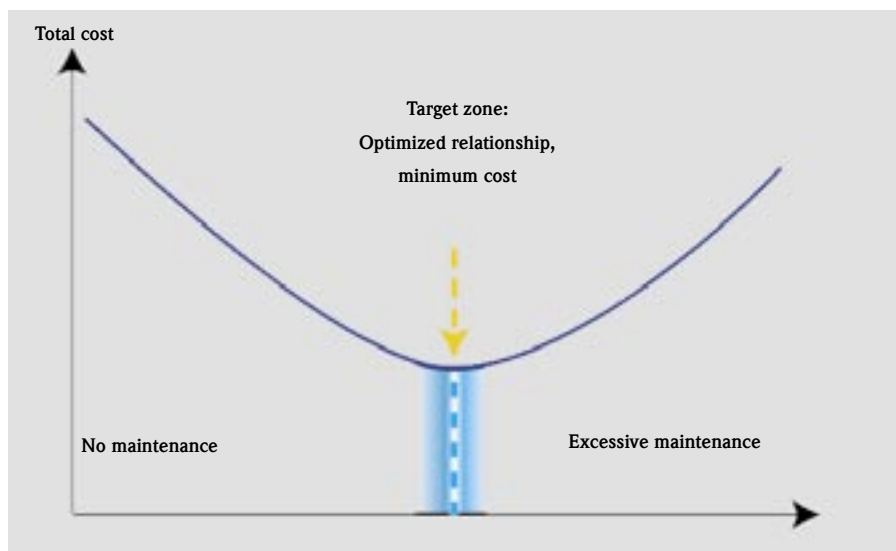 Total cost
Target zone:
Optimized relationship,
minimum cost
No maintenance
Excessive maintenance